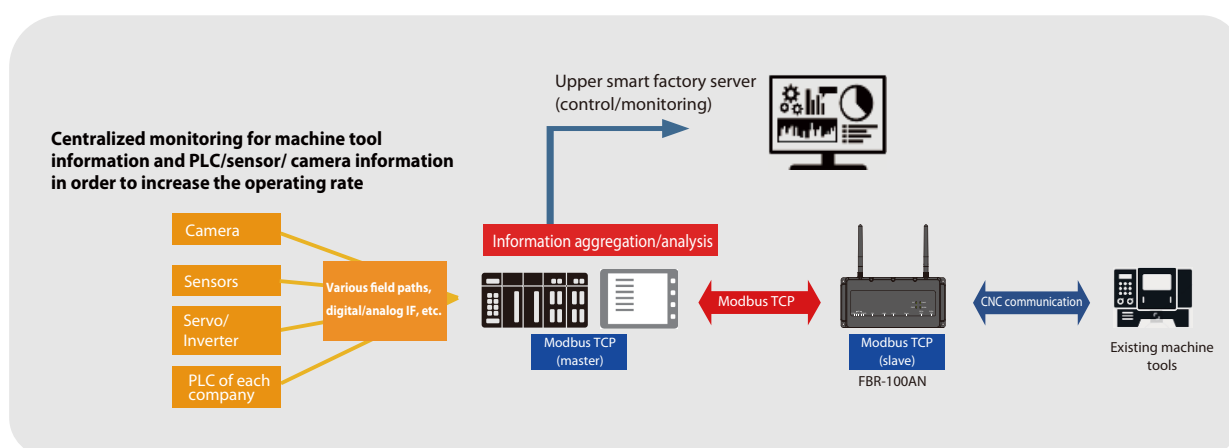 Upper smart factory server
(control/monitoring)
Centralized monitoring for machine tool
information and PLC/sensor/ camera information
in order to increase the operating rate
Camera
Sensors
Servo/
Inverter
PLC of each
company
Various field paths,
digital/analog IF, etc.
Information aggregation/analysis
Modbus TCP
(master)
Modbus TCP
Modbus TCP
(slave)
FBR-100AN
CNC communication
Existing machine
tools